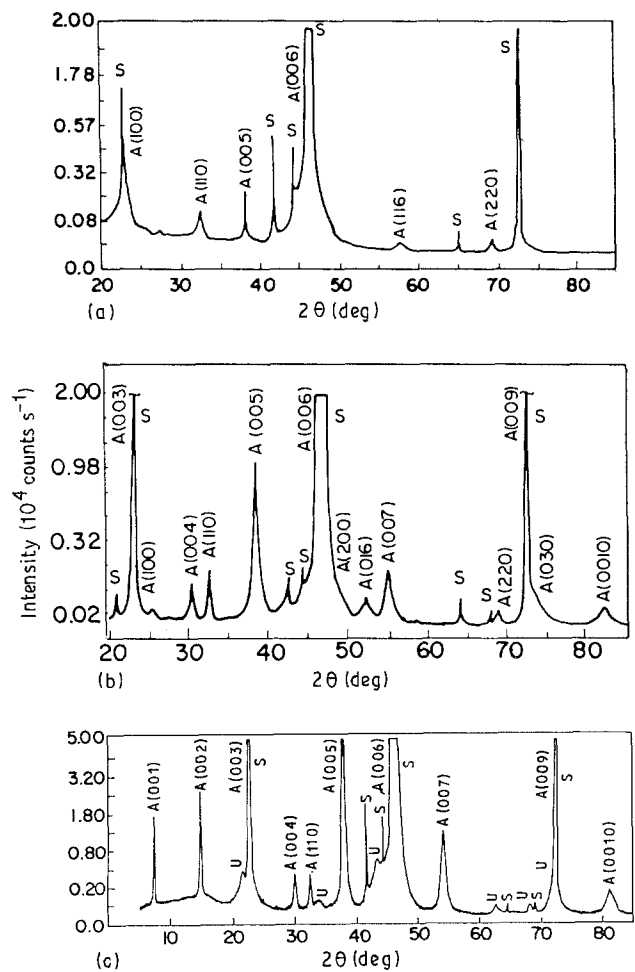 2.00
1.78
0.57
0.32
0.08
0.0
S
A(100)
A(110)
A(005)
S
S
A(006)
S
A(116)
S
A(220)
S
20 30 40 50 60 70 80
(a) 2θ (deg)
Intensity (10⁴ counts s⁻¹)
2.00
0.98
0.32
0.02
S
A(003)
S
A(100)
A(004)
A(110)
A(005)
S
S
A(006)
S
A(200)
A(016)
A(007)
S
S
A(220)
A(009)
S
A(030)
A(0010)
20 30 40 50 60 70 80
(b) 2θ (deg)
5.00
3.20
1.80
0.80
0.20
0.0
A(001)
A(002)
U
A(003)
S
A(004)
A(110)
U
A(005)
S
U
S
A(006)
S
A(007)
U
S
U
S
U
A(009)
S
A(0010)
10 20 30 40 50 60 70 80
(c) 2θ (deg)